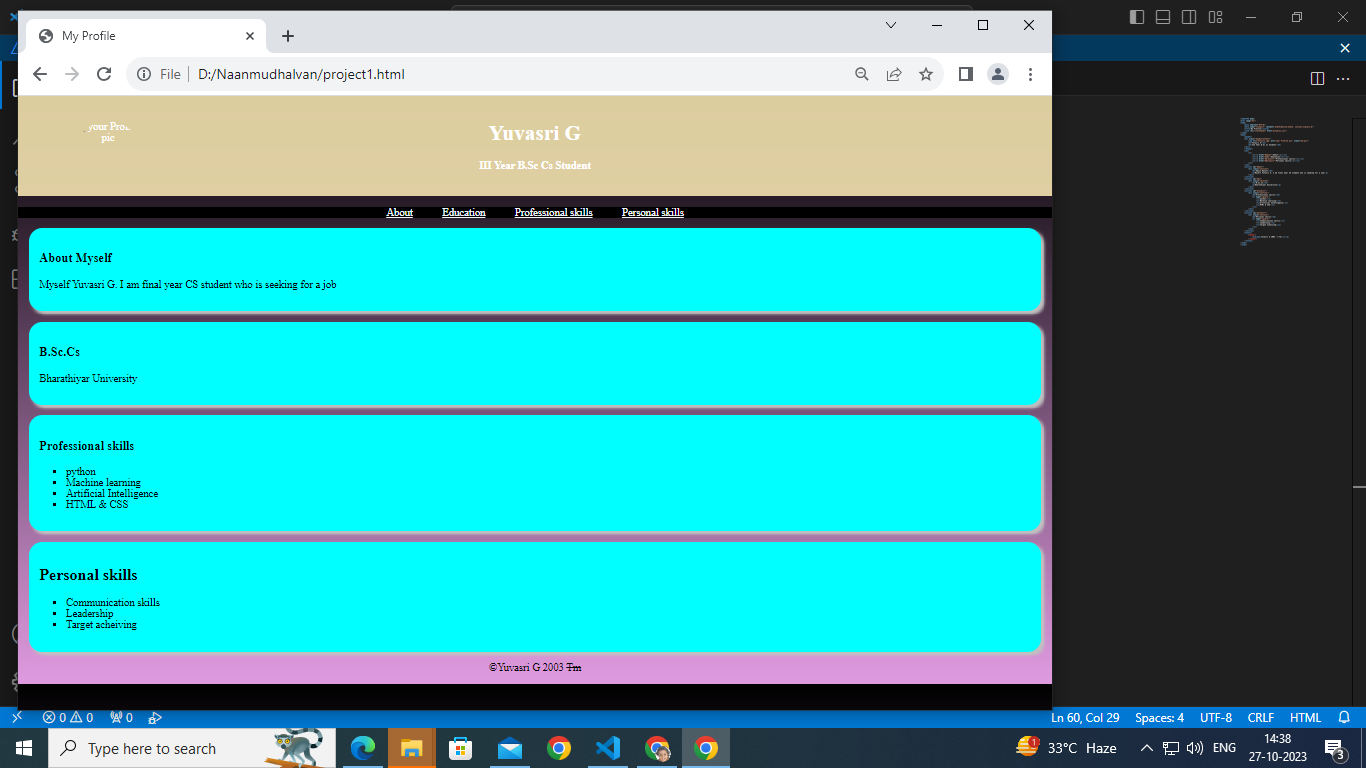 My Profile
File
D:/Naanmudhalvan/project1.html
your Pro
pic
Yuvasri G
III Year B.Sc Cs Student
About Education Professional skills Personal skills
About Myself
Myself Yuvasri G. I am final year CS student who is seeking for a job
B.Sc.Cs
Bharathiyar University
Professional skills
python
Machine learning
Artificial Intelligence
HTML & CSS
Personal skills
Communication skills
Leadership
Target acheiving
©Yuvasri G 2003 Tm
0 0 0 Ln 60, Col 29 Spaces: 4 UTF-8 CRLF HTML
Type here to search
1 33°C Haze ENG
14:38
27-10-2023
3